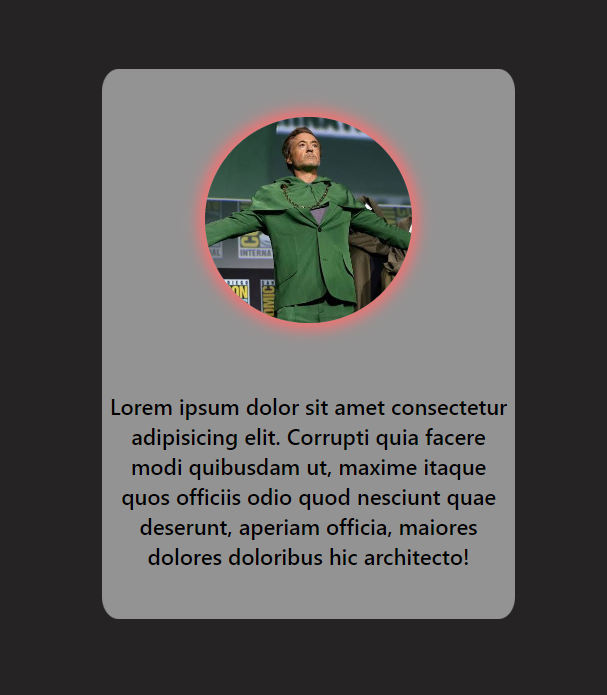 Lorem ipsum dolor sit amet consectetur
adipisicing elit. Corrupti quia facere
modi quibusdam ut, maxime itaque
quos officiis odio quod nesciunt quae
deserunt, aperiam officia, maiores
dolores doloribus hic architecto!